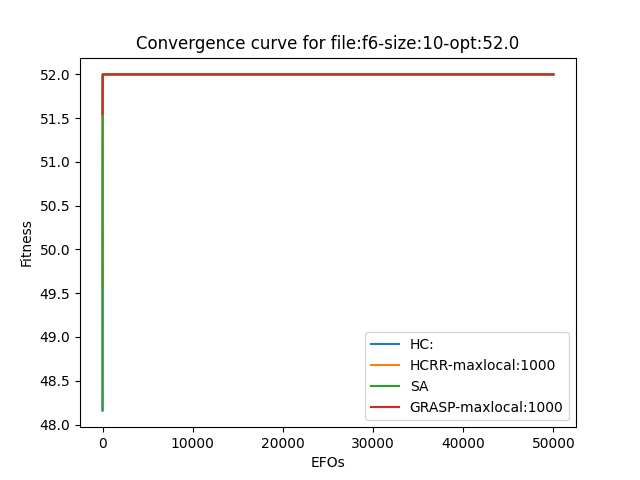 Convergence curve for file:f6-size:10-opt:52.0
Fitness
52.0
51.5
51.0
50.5
50.0
49.5
49.0
48.5
48.0
HC:
HCRR-maxlocal:1000
SA
GRASP-maxlocal:1000
0 10000 20000 30000 40000 50000
EFOs